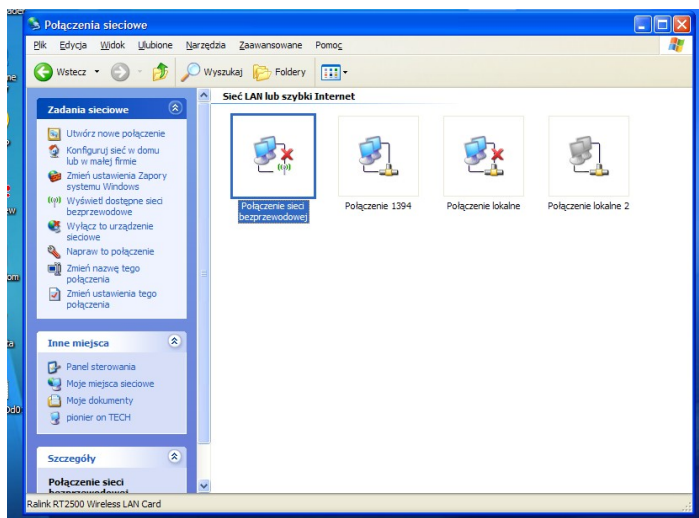 Połączenia sieciowe
Plik Edycja Widok Ulubione Narzędzia Zaawansowane Pomoc
Wstecz Wyszukaj Foldery
Zadania sieciowe
Utwórz nowe połączenie
Konfiguruj sieć w domu
lub w małej firmie
Zmień ustawienia Zapory
systemu Windows
Wyświetl dostępne sieci
bezprzewodowe
Wyłącz to urządzenie
sieciowe
Napraw to połączenie
Zmień nazwę tego
połączenia
Zmień ustawienia tego
połączenia
Inne miejsca
Panel sterowania
Moje miejsca sieciowe
Moje dokumenty
pionier on TECH
Szczegóły
Połączenie sieci
bezprzewodowej
Sieć LAN lub szybki Internet
Połączenie sieci
bezprzewodowej
Połączenie 1394
Połączenie lokalne
Połączenie lokalne 2
Ralink RT2500 Wireless LAN Card